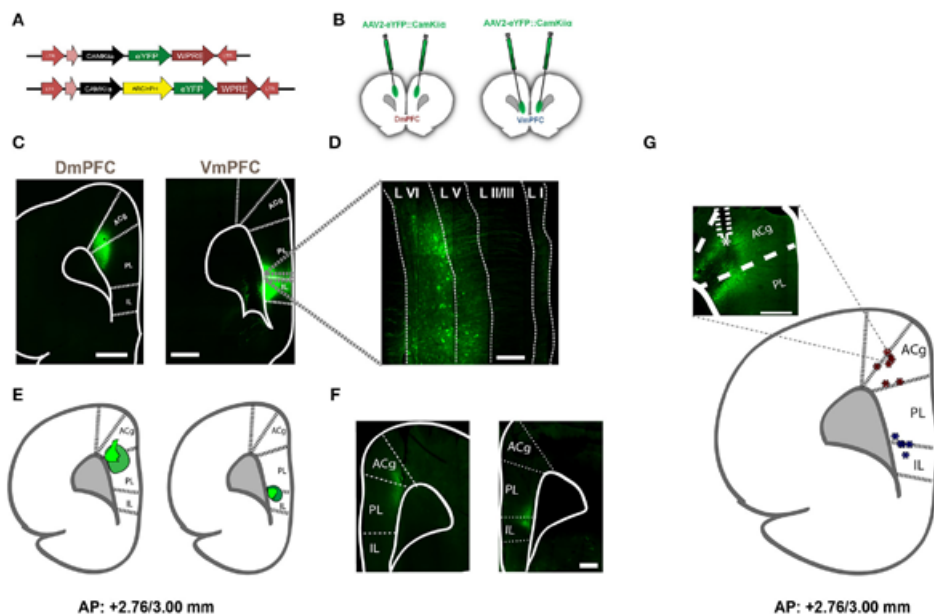 A
CAMKIIα eYFP WPRE
CAMKIIα eYFP WPRE
B
AAV2-eYFP::CamKIIα AAV2-eYFP::CamKIIα
DmPFC VmPFC
C
DmPFC VmPFC
ACg
PL
IL
ACg
PL
IL
D
L VI L V L II/III L I
E
ACg
PL
IL
ACg
PL
IL
AP: +2.76/3.00 mm
F
ACg
PL
IL
ACg
PL
IL
G
ACg
PL
ACg
PL
IL
AP: +2.76/3.00 mm